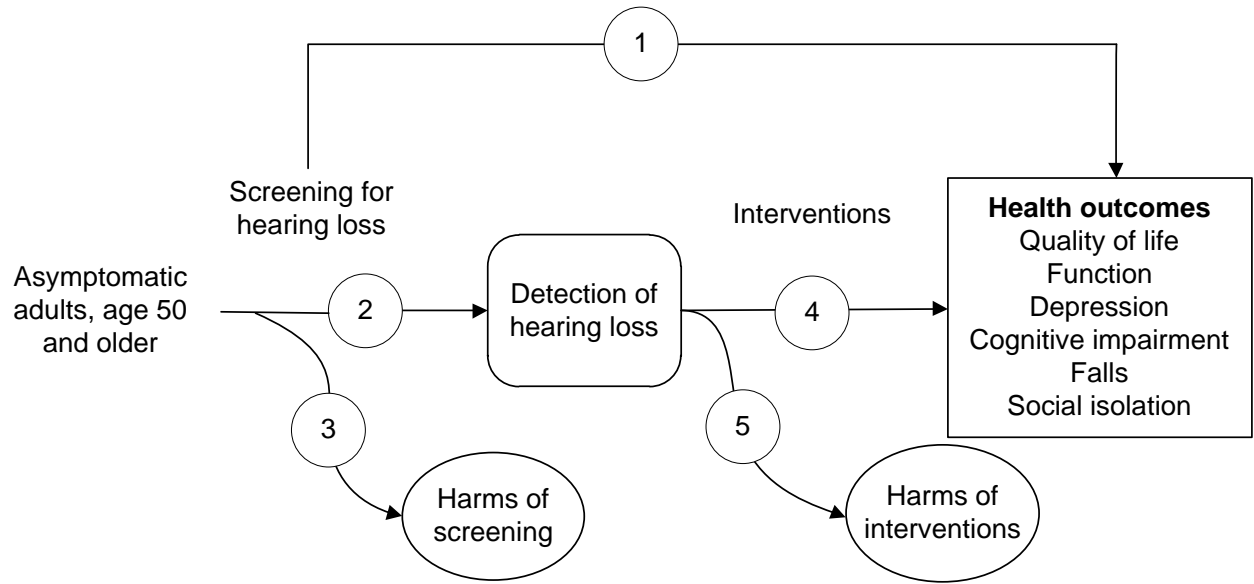 1
Screening for
hearing loss
Interventions
Asymptomatic
adults, age 50
and older
2
Detection of
hearing loss
4
Health outcomes
Quality of life
Function
Depression
Cognitive impairment
Falls
Social isolation
3
5
Harms of
screening
Harms of
interventions